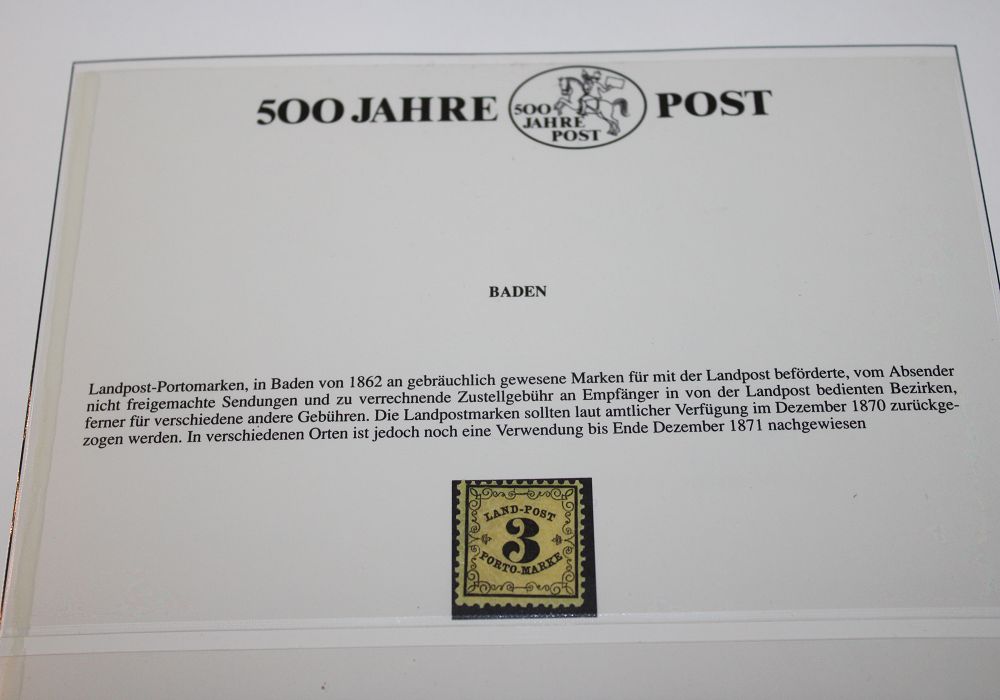 500 JAHRE 500 JAHRE POST POST
BADEN
Landpost-Portomarken, in Baden von 1862 an gebräuchlich gewesene Marken für mit der Landpost beförderte, vom Absender
nicht freigemachte Sendungen und zu verrechnende Zustellgebühr an Empfänger in von der Landpost bedienten Bezirken,
ferner für verschiedene andere Gebühren. Die Landpostmarken sollten laut amtlicher Verfügung im Dezember 1870 zurückge-
zogen werden. In verschiedenen Orten ist jedoch noch eine Verwendung bis Ende Dezember 1871 nachgewiesen
LAND-POST
3
PORTO-MARKE